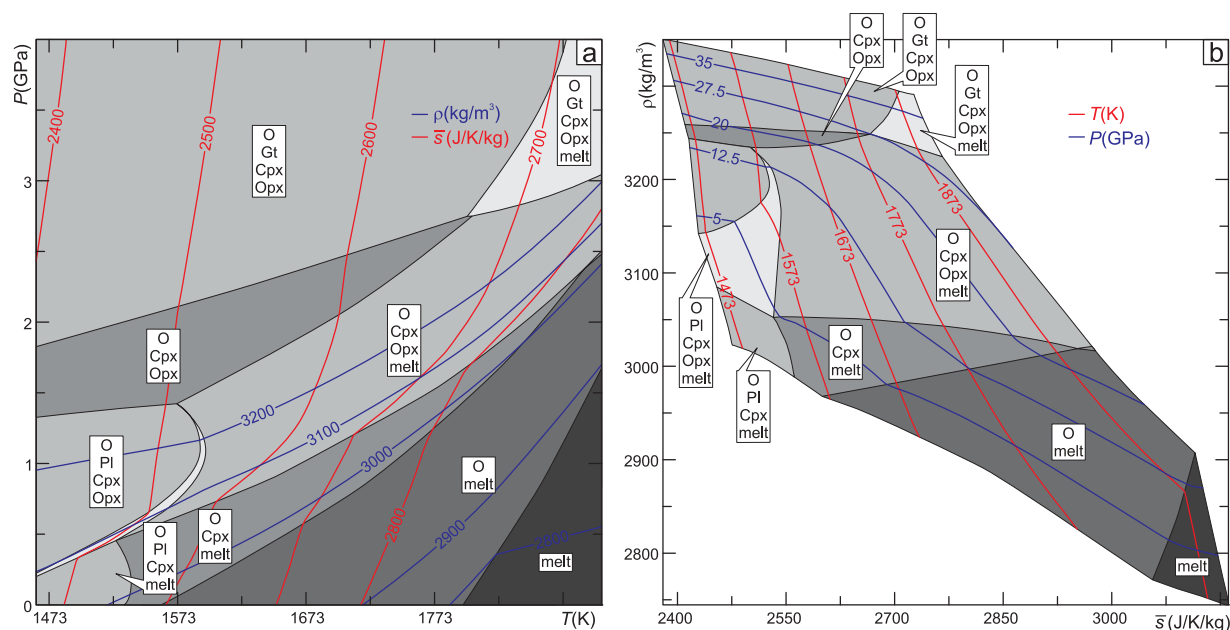 P(GPa)
a
ρ(kg/m³)
s̅(J/K/kg)
2400
2500
2600
2700
O
Gt
Cpx
Opx
melt
O
Gt
Cpx
Opx
3
2
1
0
O
Cpx
Opx
O
Cpx
Opx
melt
3200
3100
3000
O
Pl
Cpx
Opx
O
Pl
Cpx
melt
O
Cpx
melt
2800
O
melt
2900
2800
melt
1473
1573
1673
1773
T(K)
b
ρ(kg/m³)
O
Cpx
Opx
O
Gt
Cpx
Opx
O
Gt
Cpx
Opx
melt
T(K)
P(GPa)
35
27.5
20
12.5
5
3200
3100
3000
2900
2800
1473
1573
1673
1773
1873
O
Cpx
Opx
melt
O
Pl
Cpx
Opx
melt
O
Pl
Cpx
melt
O
Cpx
melt
O
melt
melt
2400
2550
2700
2850
3000
s̅(J/K/kg)